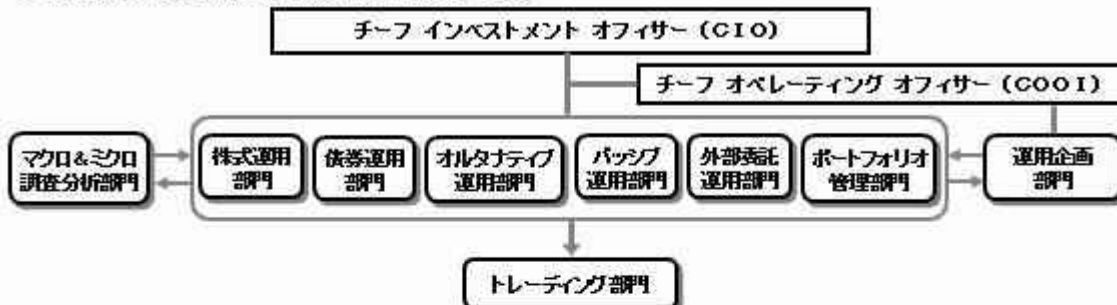 チーフ インベストメント オフィサー (CIO)
チーフ オペレーティング オフィサー (COOI)
マクロ&ミクロ
調査分析部門
株式運用
部門
債券運用
部門
オルタナティブ
運用部門
パッシブ
運用部門
外部委託
運用部門
ポートフォリオ
管理部門
運用企画
部門
トレーディング部門